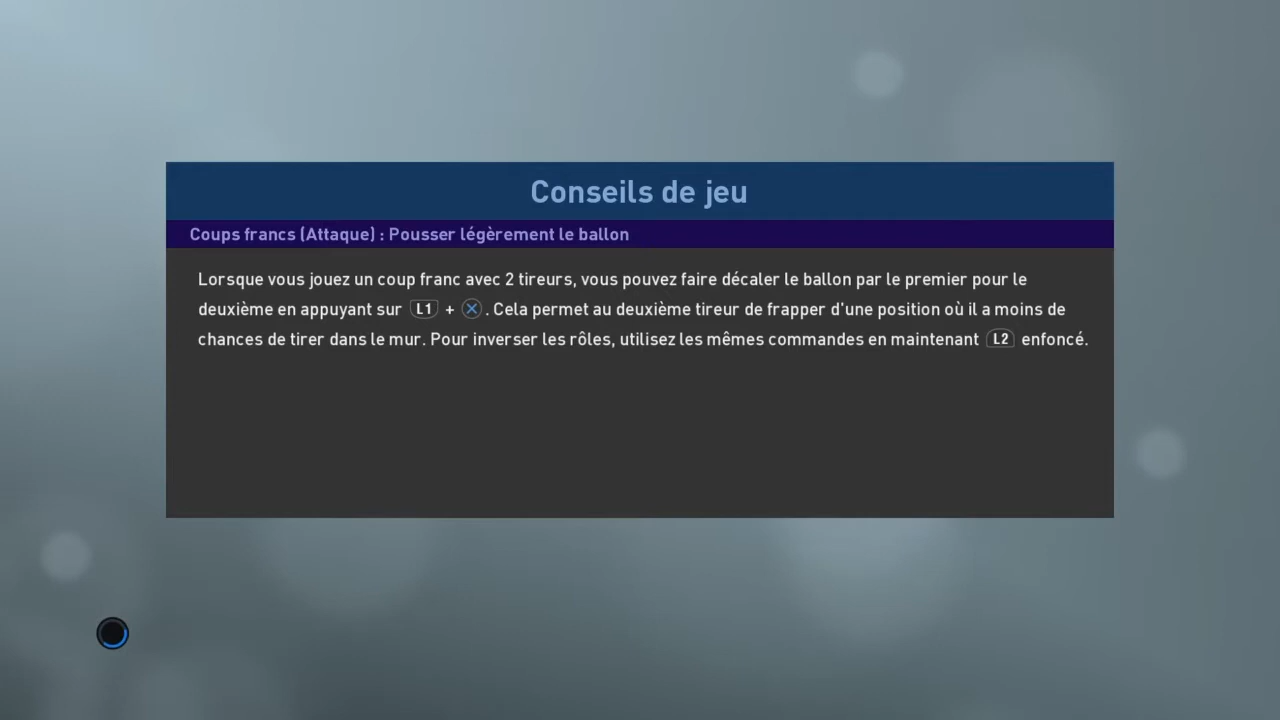 Conseils de jeu
Coups francs (Attaque) : Pousser légèrement le ballon
Lorsque vous jouez un coup franc avec 2 tireurs, vous pouvez faire décaler le ballon par le premier pour le
deuxième en appuyant sur L1 + ✕. Cela permet au deuxième tireur de frapper d'une position où il a moins de
chances de tirer dans le mur. Pour inverser les rôles, utilisez les mêmes commandes en maintenant L2 enfoncé.